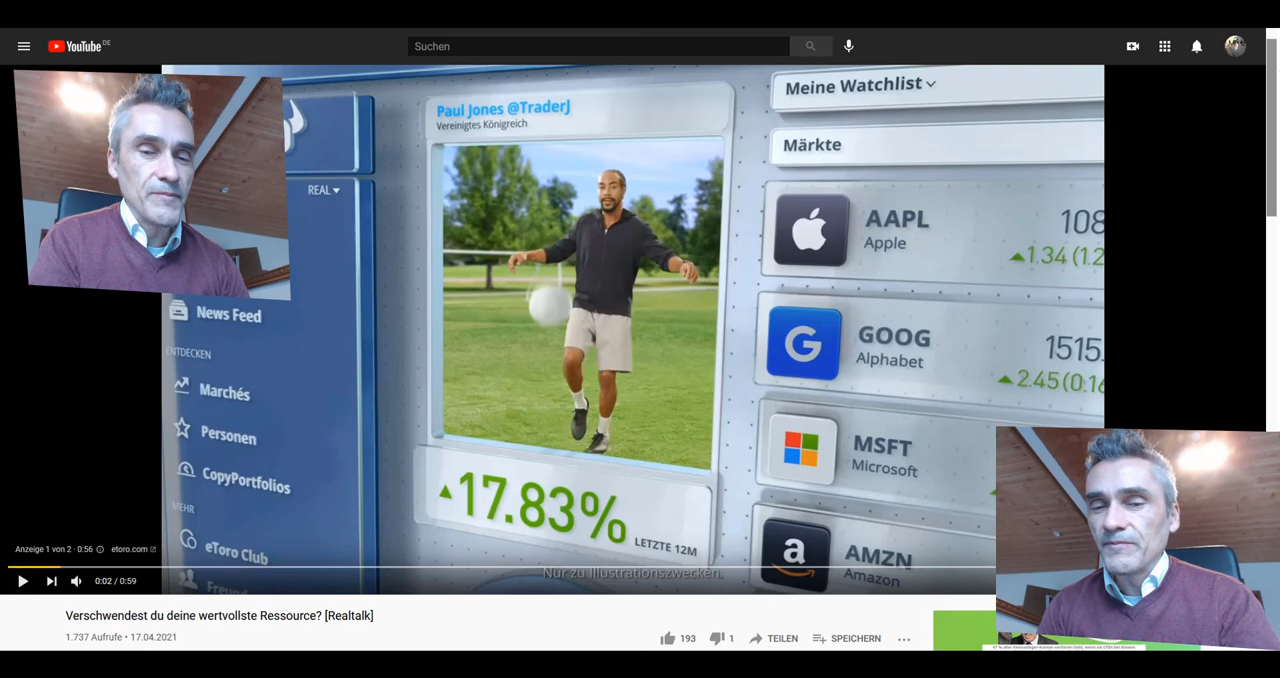 YouTube DE
Suchen
Paul Jones @TraderJ
Vereinigtes Königreich
REAL
News Feed
ENTDECKEN
Marchés
Personen
CopyPortfolios
MEHR
eToro Club
Freunde
17.83%
LETZTE 12M
Meine Watchlist
Märkte
AAPL
Apple
108
1.34 (1.2
GOOG
Alphabet
1515.
2.45 (0.16
MSFT
Microsoft
a
AMZN
Amazon
Nur zu Illustrationszwecken.
Anzeige 1 von 2 · 0:56
etoro.com
0:02 / 0:59
Verschwendest du deine wertvollste Ressource? [Realtalk]
1.737 Aufrufe • 17.04.2021
193
1
TEILEN
SPEICHERN